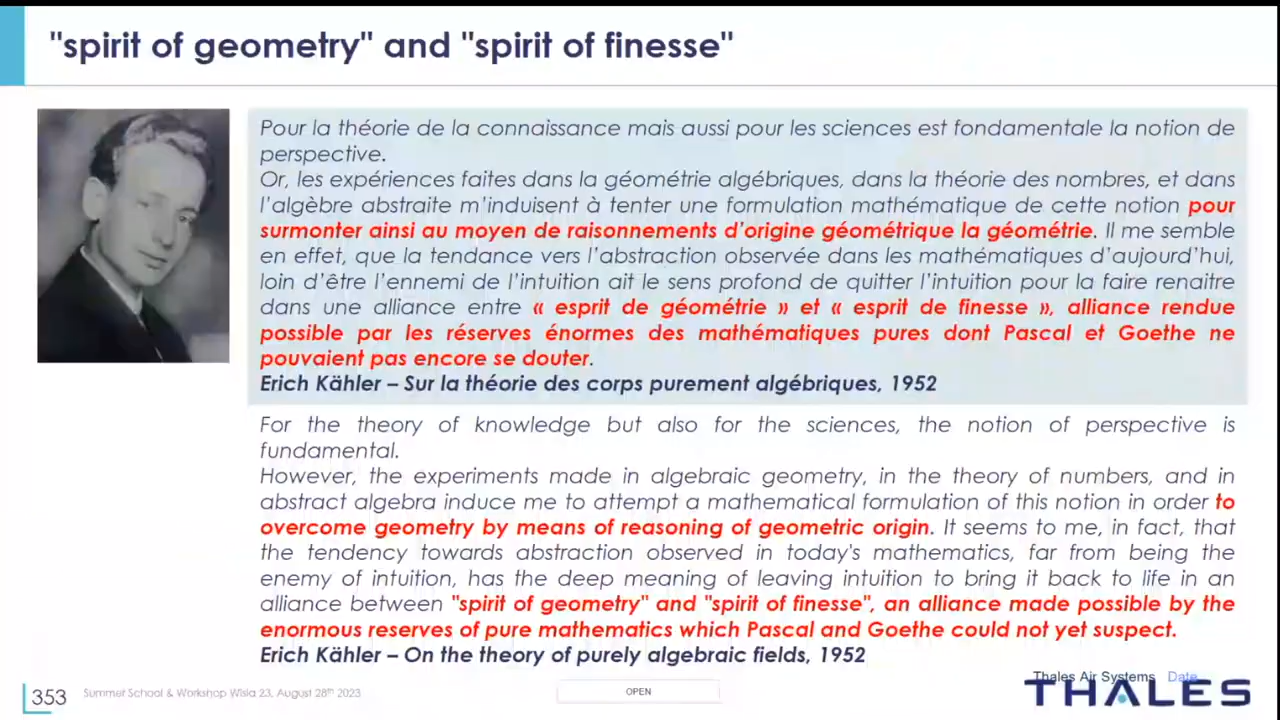 "spirit of geometry" and "spirit of finesse"
Pour la théorie de la connaissance mais aussi pour les sciences est fondamentale la notion de
perspective.
Or, les expériences faites dans la géométrie algébriques, dans la théorie des nombres, et dans
l'algèbre abstraite m'induisent à tenter une formulation mathématique de cette notion pour
surmonter ainsi au moyen de raisonnements d'origine géométrique la géométrie. Il me semble
en effet, que la tendance vers l'abstraction observée dans les mathématiques d'aujourd'hui,
loin d'être l'ennemi de l'intuition ait le sens profond de quitter l'intuition pour la faire renaitre
dans une alliance entre « esprit de géométrie » et « esprit de finesse », alliance rendue
possible par les réserves énormes des mathématiques pures dont Pascal et Goethe ne
pouvaient pas encore se douter.
Erich Kähler – Sur la théorie des corps purement algébriques, 1952
For the theory of knowledge but also for the sciences, the notion of perspective is
fundamental.
However, the experiments made in algebraic geometry, in the theory of numbers, and in
abstract algebra induce me to attempt a mathematical formulation of this notion in order to
overcome geometry by means of reasoning of geometric origin. It seems to me, in fact, that
the tendency towards abstraction observed in today's mathematics, far from being the
enemy of intuition, has the deep meaning of leaving intuition to bring it back to life in an
alliance between "spirit of geometry" and "spirit of finesse", an alliance made possible by the
enormous reserves of pure mathematics which Pascal and Goethe could not yet suspect.
Erich Kähler – On the theory of purely algebraic fields, 1952
353
Summer School & Workshop Wisla 23, August 28th 2023
OPEN
Thales Air Systems Date
THALES